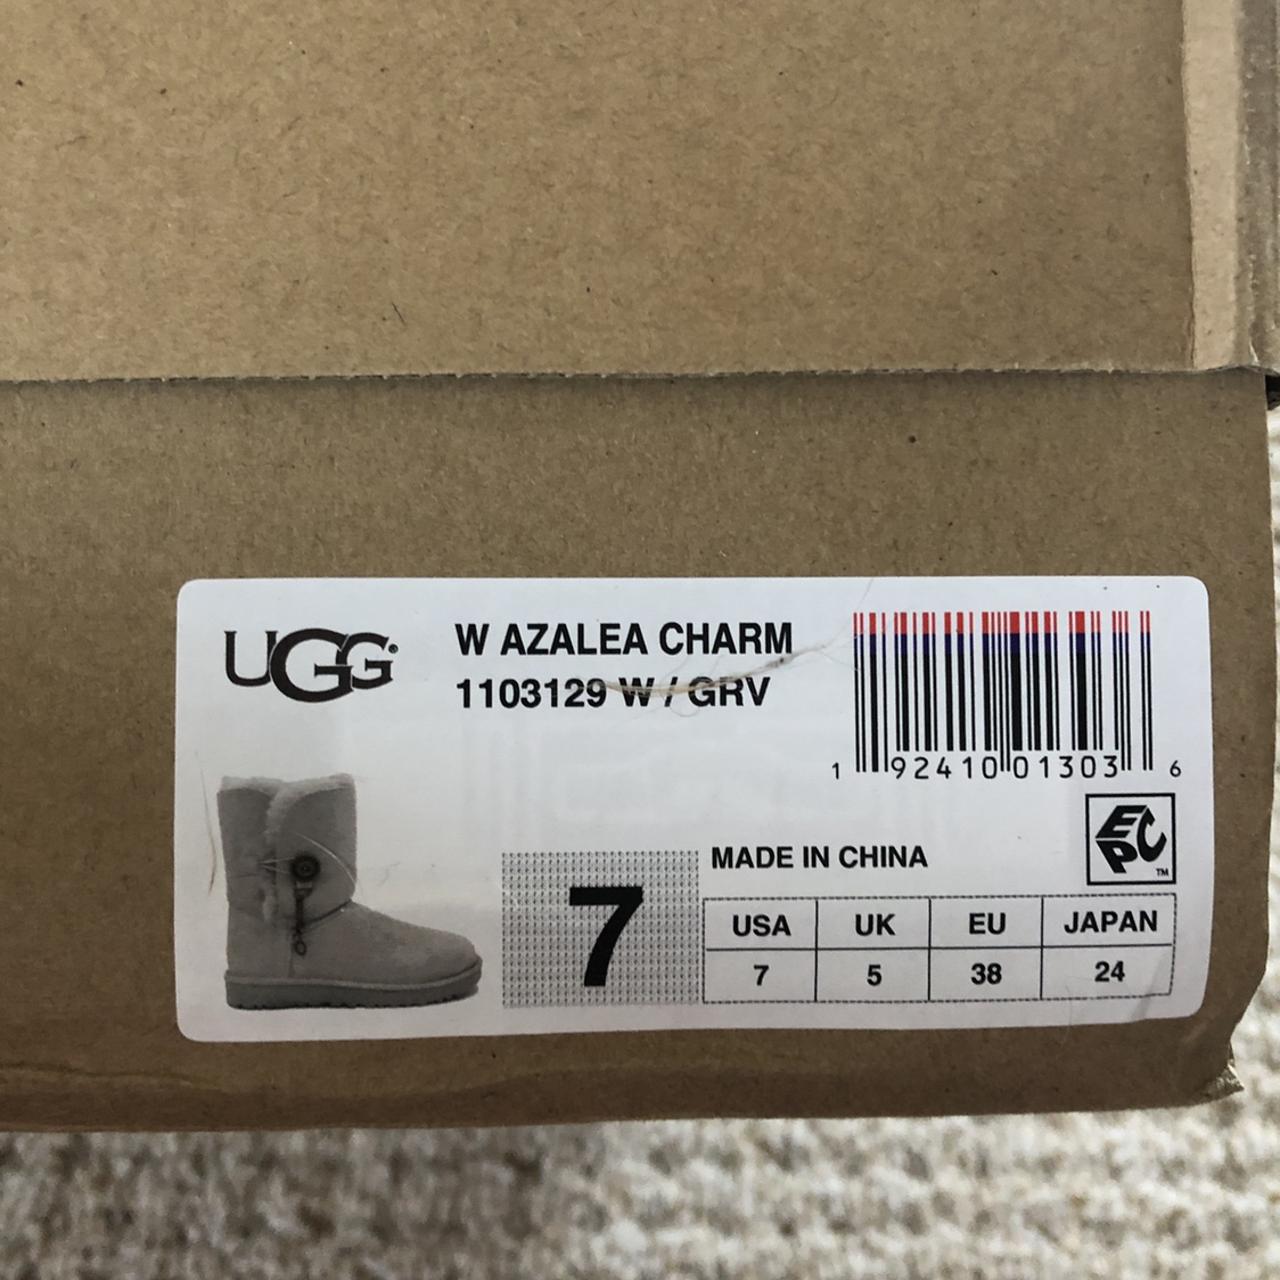 UGG®
W AZALEA CHARM
1103129 W / GRV
1 92410 01303 6
EPC™
MADE IN CHINA
7
USA UK EU JAPAN
7 5 38 24